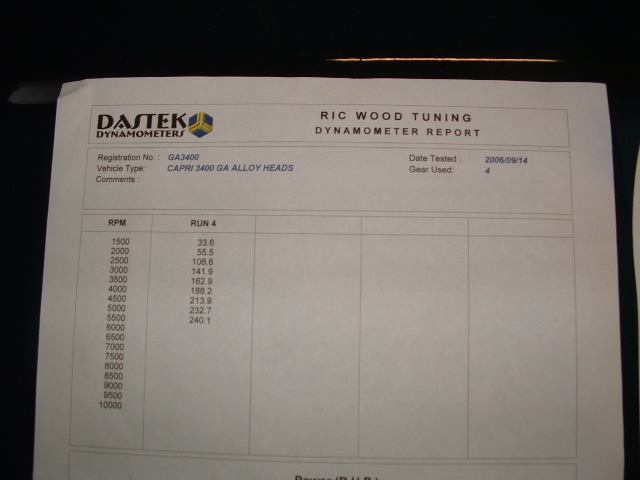 DASTEK
DYNAMOMETERS
RIC WOOD TUNING
DYNAMOMETER REPORT
Registration No. : GA3400
Vehicle Type: CAPRI 3400 GA ALLOY HEADS
Comments :
Date Tested : 2006/09/14
Gear Used: 4
RPM RUN 4
1500 33.6
2000 55.5
2500 108.6
3000 141.9
3500 162.9
4000 188.2
4500 213.9
5000 232.7
5500 240.1
6000
6500
7000
7500
8000
8500
9000
9500
10000
Power (B.H.P.)